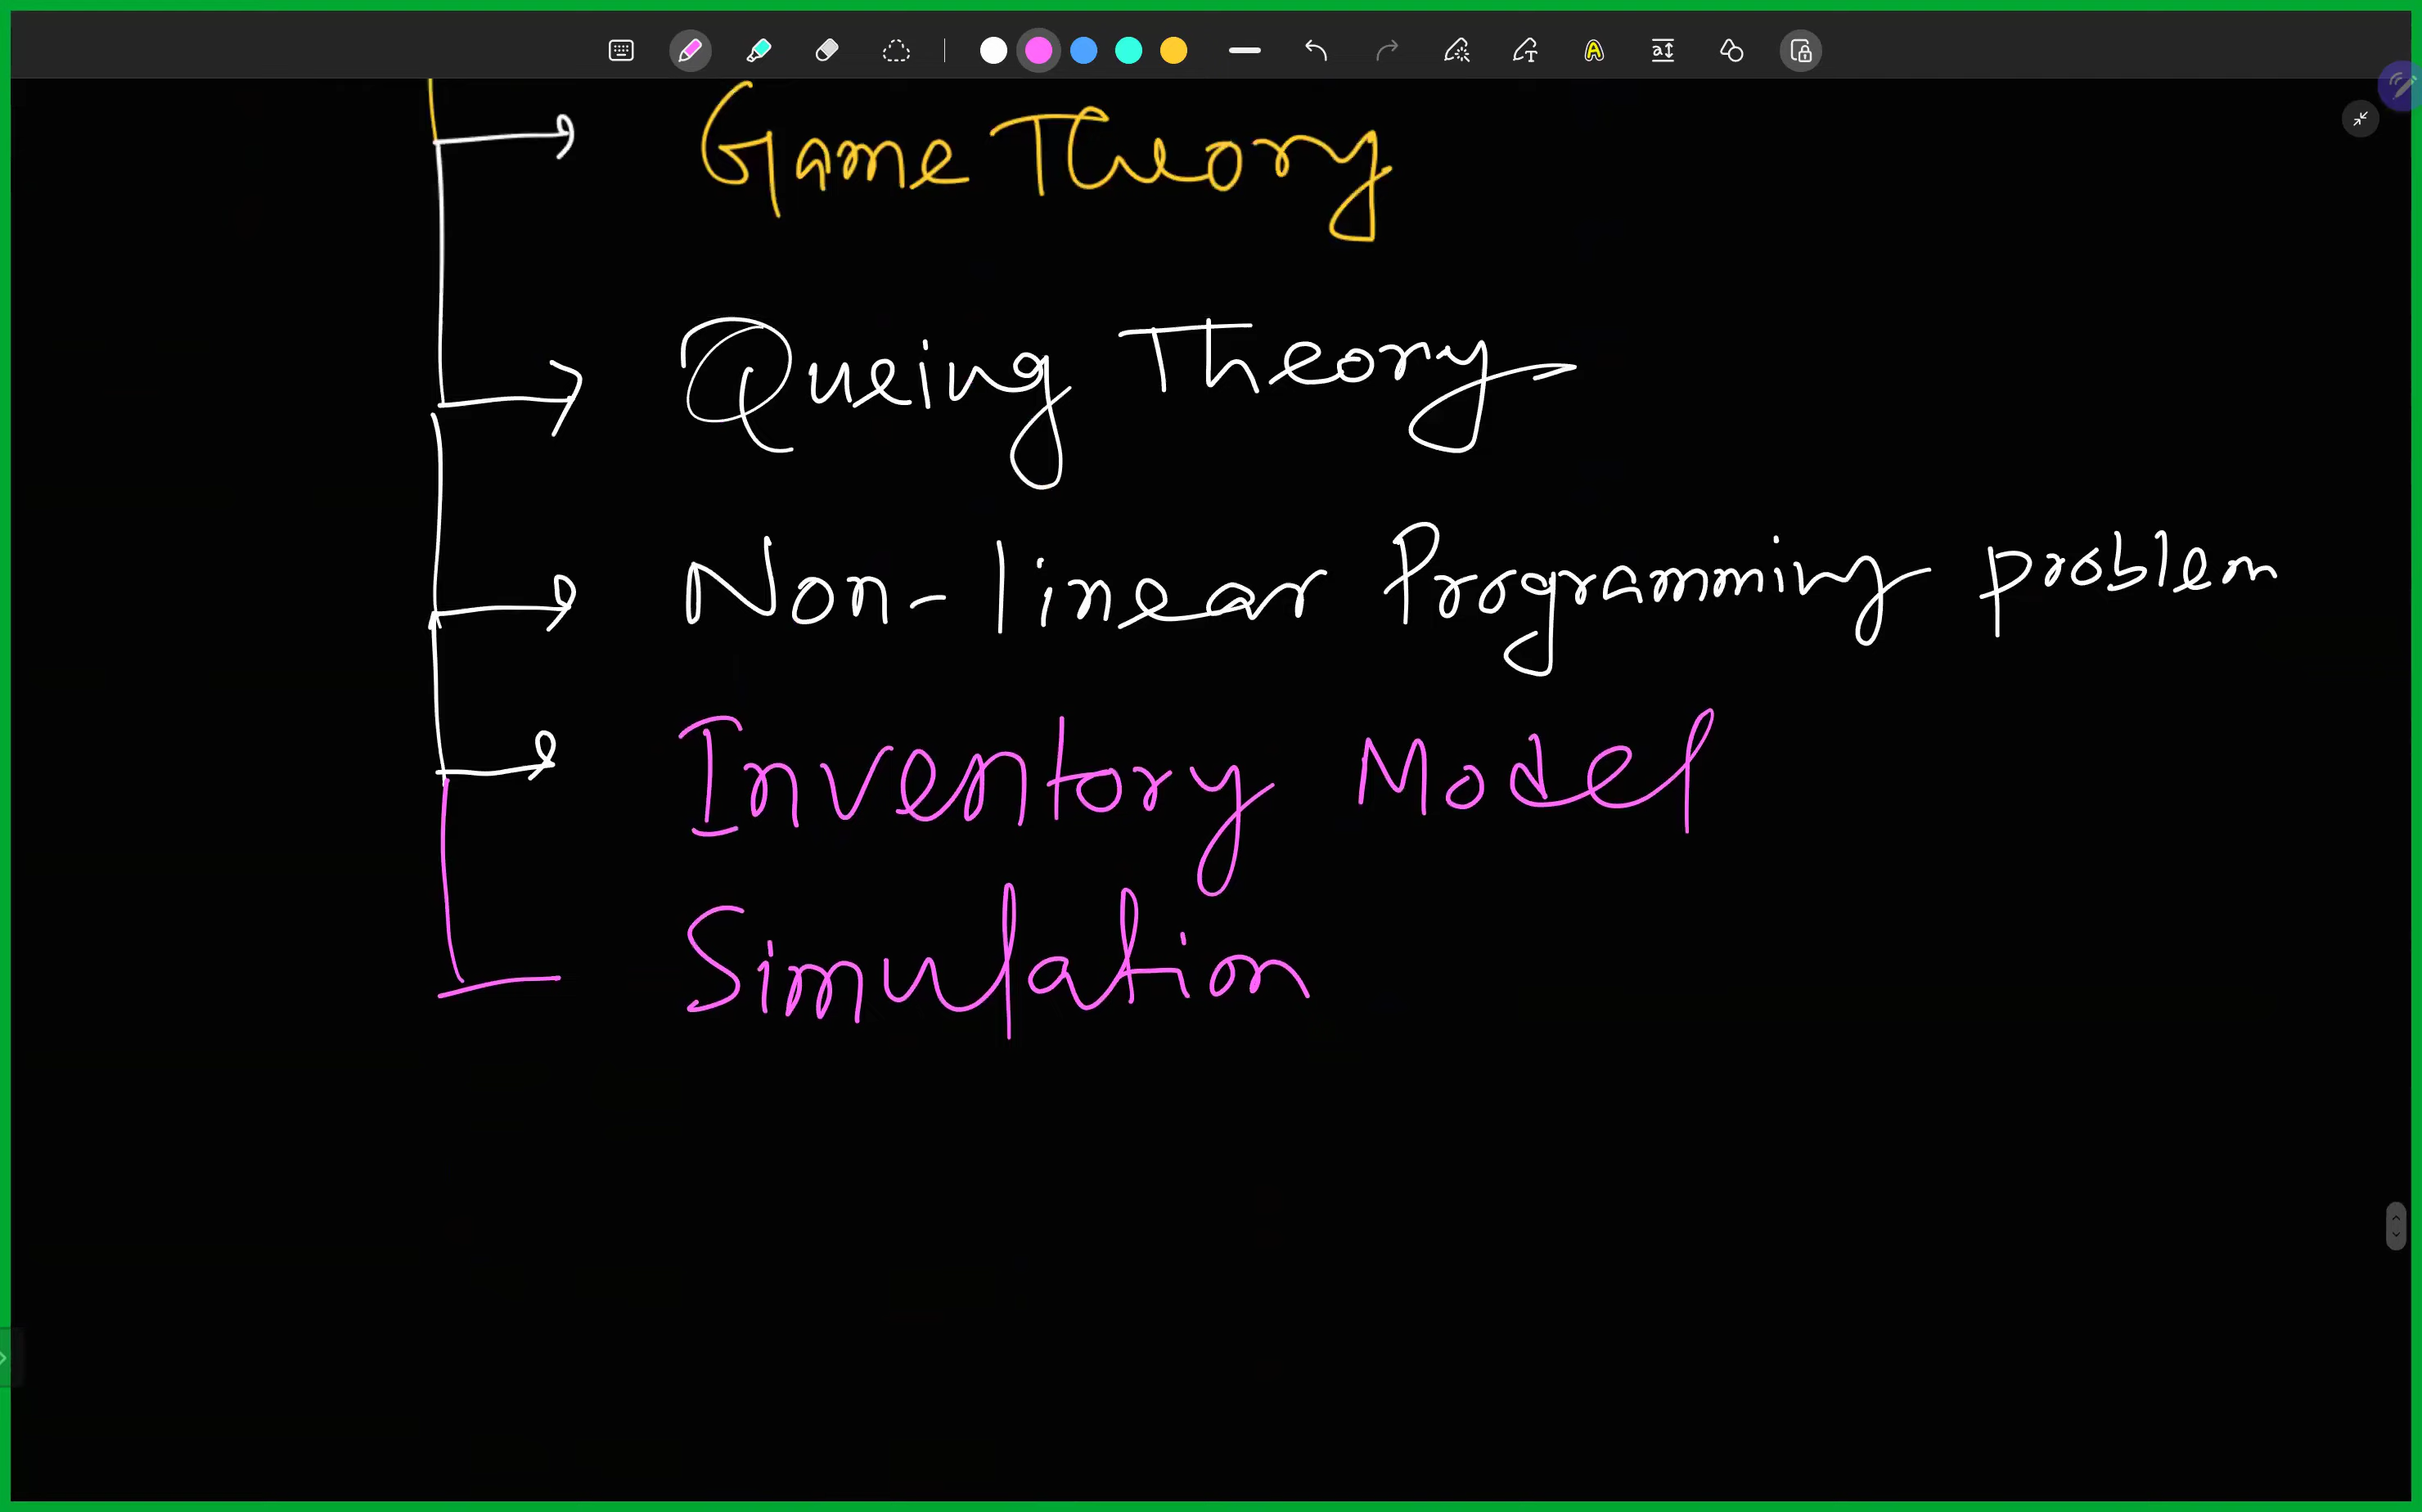 Game Theory
Queing Theory
Non-linear Programming problem
Inventory Model
Simulation